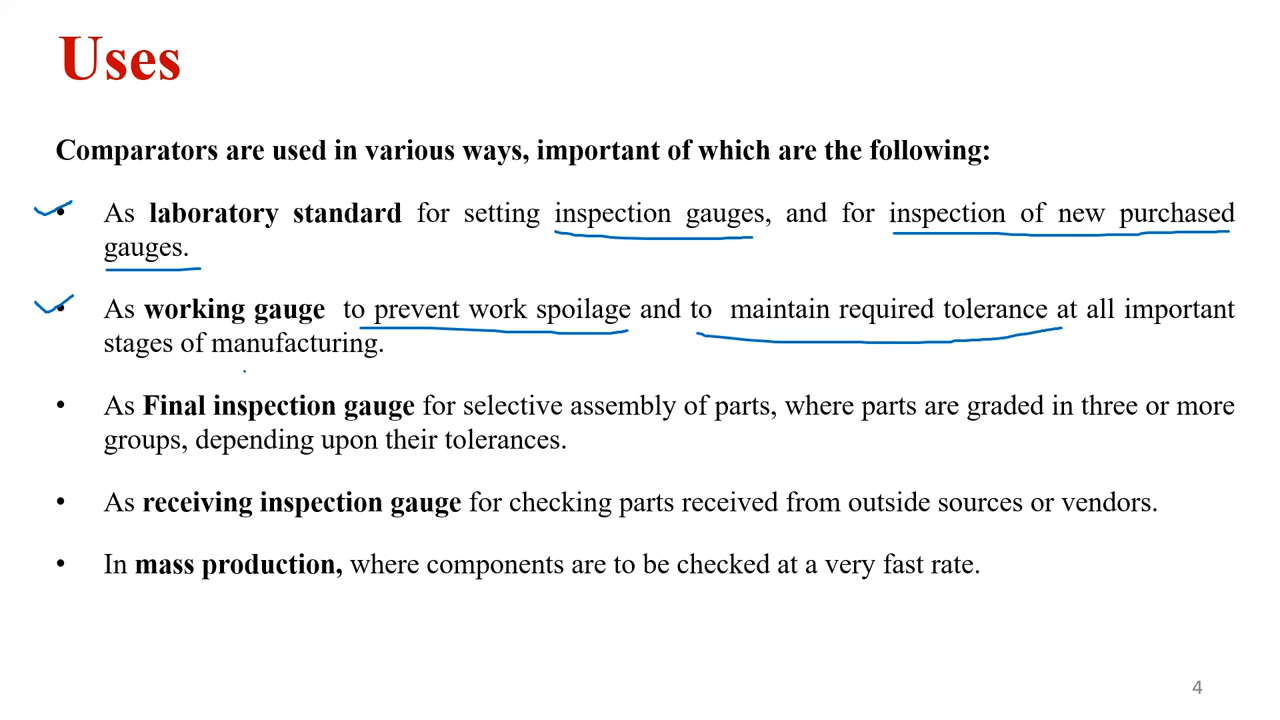 Uses
Comparators are used in various ways, important of which are the following:
• As laboratory standard for setting inspection gauges, and for inspection of new purchased
gauges.
• As working gauge to prevent work spoilage and to maintain required tolerance at all important
stages of manufacturing.
• As Final inspection gauge for selective assembly of parts, where parts are graded in three or more
groups, depending upon their tolerances.
• As receiving inspection gauge for checking parts received from outside sources or vendors.
• In mass production, where components are to be checked at a very fast rate.
4